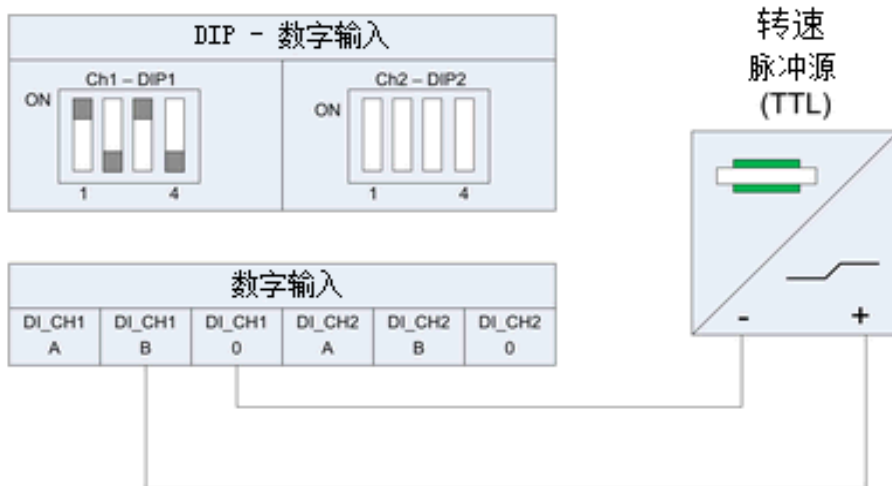 DIP - 数字输入
Ch1 – DIP1
Ch2 – DIP2
ON
ON
1 4
1 4
转速
脉冲源
(TTL)
- +
数字输入
DI_CH1 DI_CH1 DI_CH1 DI_CH2 DI_CH2 DI_CH2
A B 0 A B 0